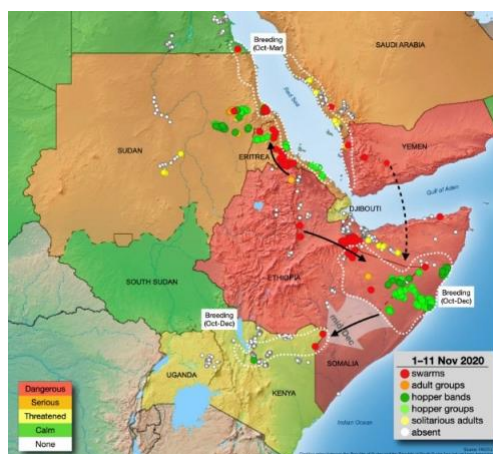 Breeding
(Oct-Mar)
SAUDI ARABIA
Red Sea
SUDAN
ERITREA
YEMEN
Gulf of Aden
DJIBOUTI
SOUTH SUDAN
ETHIOPIA
Breeding
(Oct-Dec)
Breeding
(Oct-Dec)
SOMALIA
UGANDA
KENYA
Indian Ocean
Dangerous
Serious
Threatened
Calm
None
1–11 Nov 2020
swarms
adult groups
hopper bands
hopper groups
solitarious adults
absent